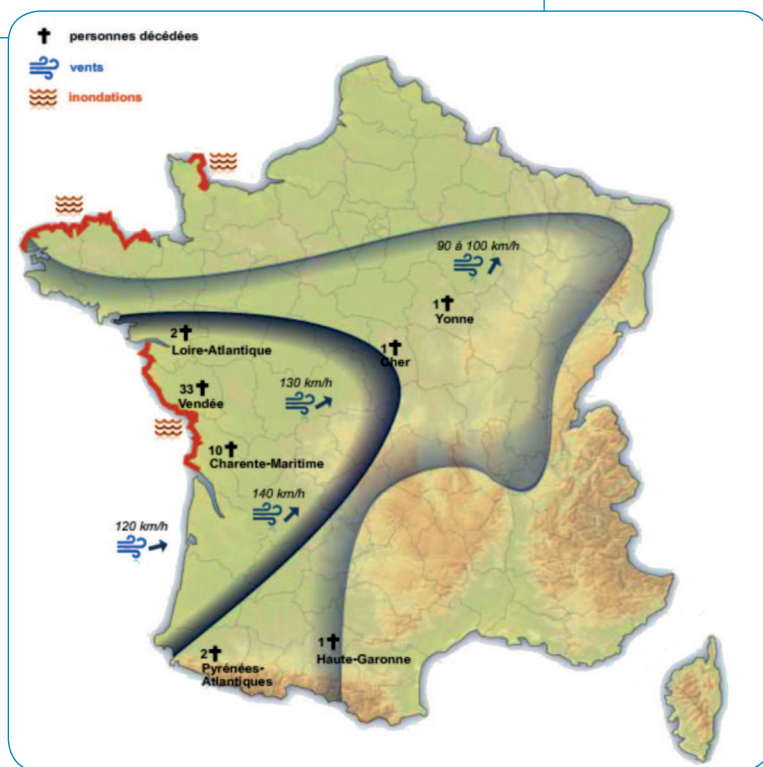 personnes décédées
vents
inondations
90 à 100 km/h
1
Yonne
2
Loire-Atlantique
1
Cher
130 km/h
33
Vendée
10
Charente-Maritime
140 km/h
120 km/h
1
Haute-Garonne
2
Pyrénées-
Atlantiques